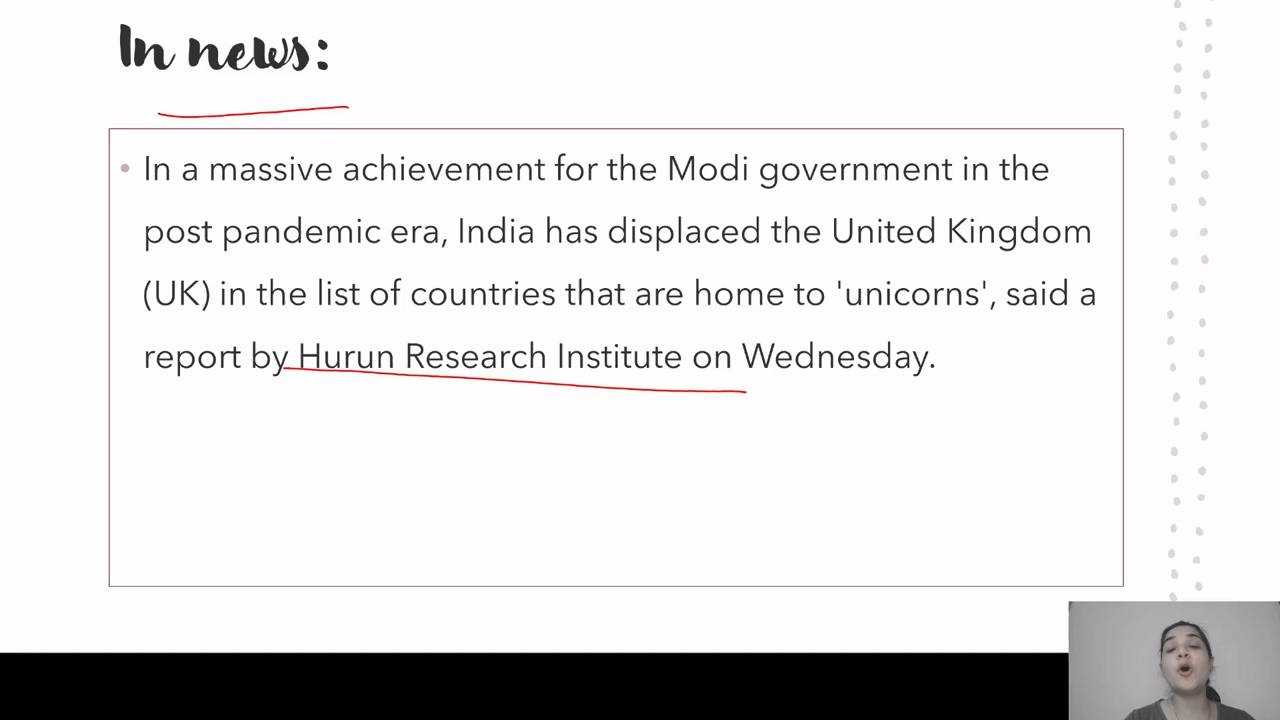 In news:
• In a massive achievement for the Modi government in the
post pandemic era, India has displaced the United Kingdom
(UK) in the list of countries that are home to 'unicorns', said a
report by Hurun Research Institute on Wednesday.